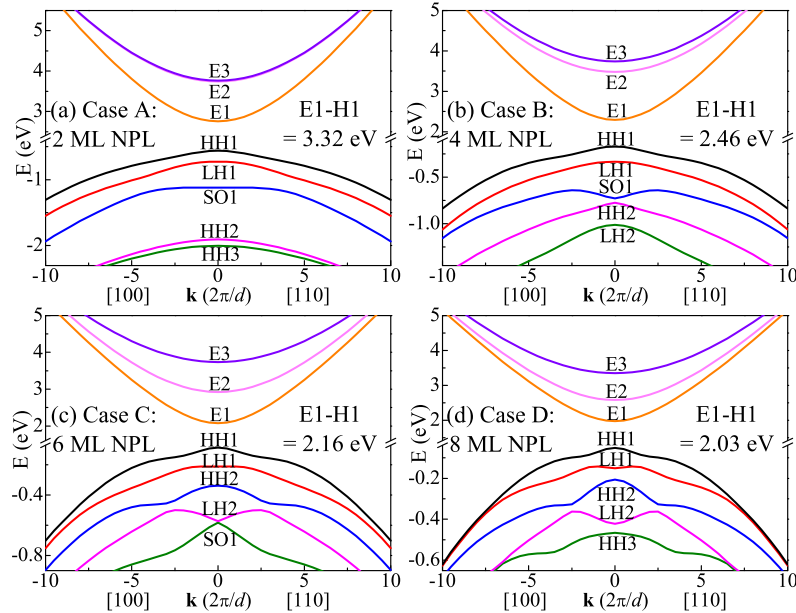 E (eV)
5
4
3
-1
-2
E3
E2
E1
(a) Case A:
2 ML NPL
E1-H1
= 3.32 eV
HH1
LH1
SO1
HH2
HH3
-10 -5 0 5 10
[100] k (2π/d) [110]
E (eV)
5
4
3
2
-0.5
-1.0
E3
E2
E1
(b) Case B:
4 ML NPL
E1-H1
= 2.46 eV
HH1
LH1
SO1
HH2
LH2
-10 -5 0 5 10
[100] k (2π/d) [110]
E (eV)
5
4
3
2
-0.4
-0.8
E3
E2
E1
(c) Case C:
6 ML NPL
E1-H1
= 2.16 eV
HH1
LH1
HH2
LH2
SO1
-10 -5 0 5 10
[100] k (2π/d) [110]
E (eV)
5
4
3
2
-0.2
-0.4
-0.6
E3
E2
E1
(d) Case D:
8 ML NPL
E1-H1
= 2.03 eV
HH1
LH1
HH2
LH2
HH3
-10 -5 0 5 10
[100] k (2π/d) [110]